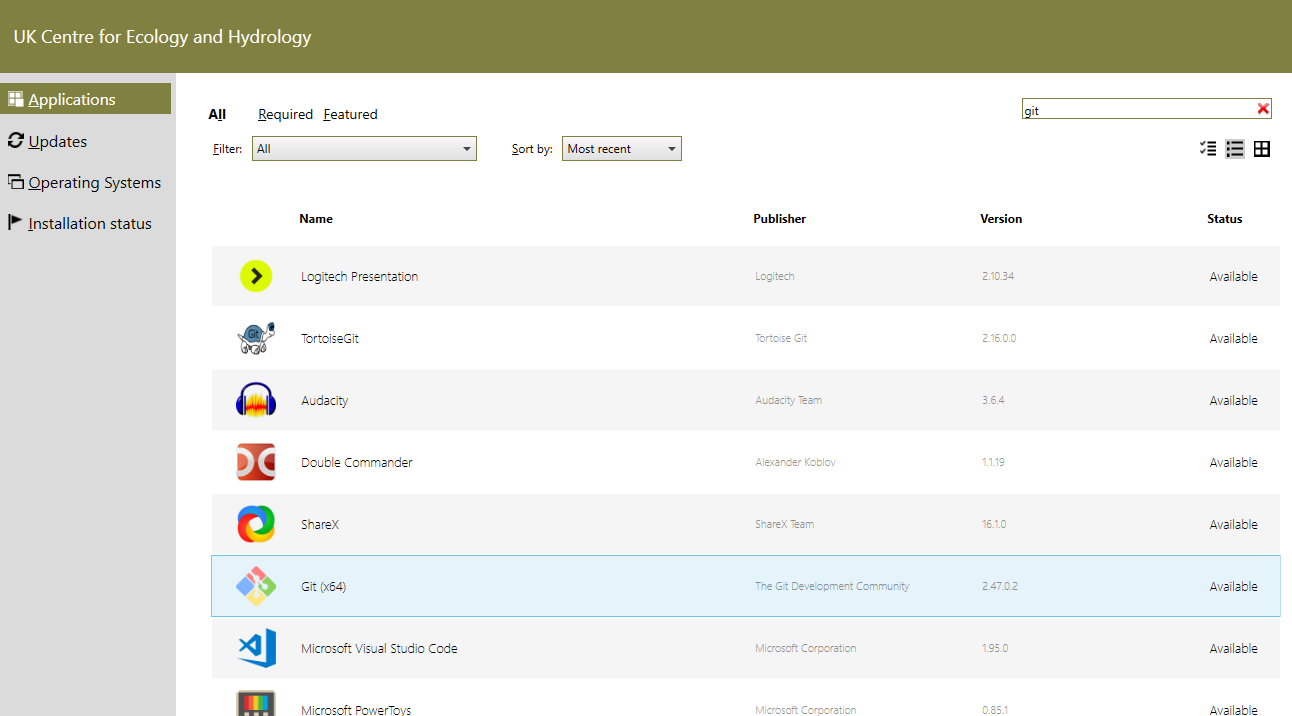 UK Centre for Ecology and Hydrology
Applications
Updates
Operating Systems
Installation status
All Required Featured
git
Filter: All Sort by: Most recent
Name Publisher Version Status
Logitech Presentation Logitech 2.10.34 Available
Git
TortoiseGit Tortoise Git 2.16.0.0 Available
Audacity Audacity Team 3.6.4 Available
Double Commander Alexander Koblov 1.1.19 Available
ShareX ShareX Team 16.1.0 Available
Git (x64) The Git Development Community 2.47.0.2 Available
Microsoft Visual Studio Code Microsoft Corporation 1.95.0 Available
Microsoft PowerToys Microsoft Corporation 0.85.1 Available